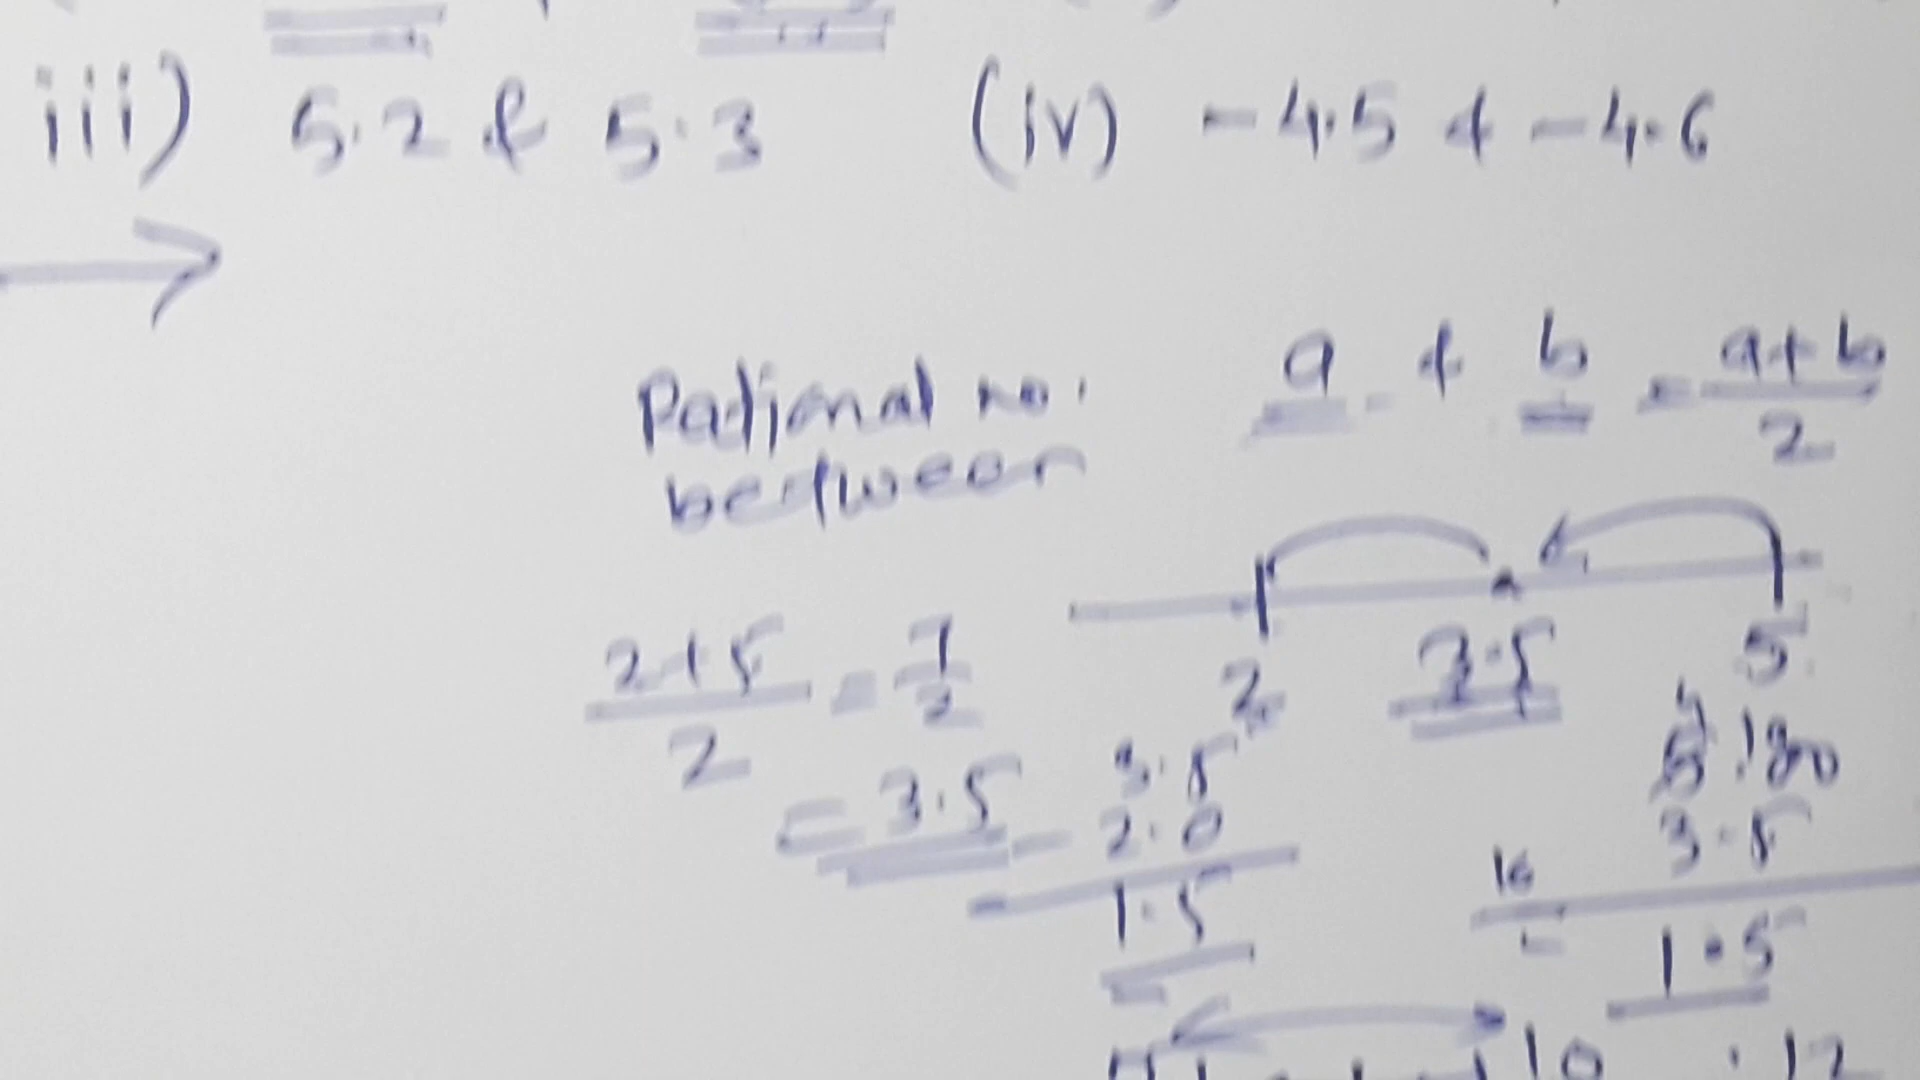 iii) 5.2 & 5.3 (iv) -4.5 & -4.6
Rational no. between a & b = a+b/2
2+5/2 = 7/2
= 3.5
2 3.5 5
3.5
2.0
1.5
3.5
1.5